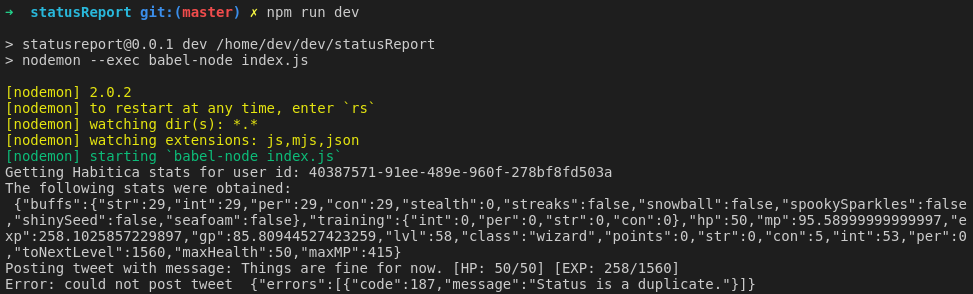 ➜  statusReport git:(master) ✗ npm run dev
> statusreport@0.0.1 dev /home/dev/dev/statusReport
> nodemon --exec babel-node index.js
[nodemon] 2.0.2
[nodemon] to restart at any time, enter `rs`
[nodemon] watching dir(s): *.*
[nodemon] watching extensions: js,mjs,json
[nodemon] starting `babel-node index.js`
Getting Habitica stats for user id: 40387571-91ee-489e-960f-278bf8fd503a
The following stats were obtained:
 {"buffs":{"str":29,"int":29,"per":29,"con":29,"stealth":0,"streaks":false,"snowball":false,"spookySparkles":false
,"shinySeed":false,"seafoam":false},"training":{"int":0,"per":0,"str":0,"con":0},"hp":50,"mp":95.58999999999997,"e
xp":258.1025857229897,"gp":85.80944527423259,"lvl":58,"class":"wizard","points":0,"str":0,"con":5,"int":53,"per":0
,"toNextLevel":1560,"maxHealth":50,"maxMP":415}
Posting tweet with message: Things are fine for now. [HP: 50/50] [EXP: 258/1560]
Error: could not post tweet  {"errors":[{"code":187,"message":"Status is a duplicate."}]}